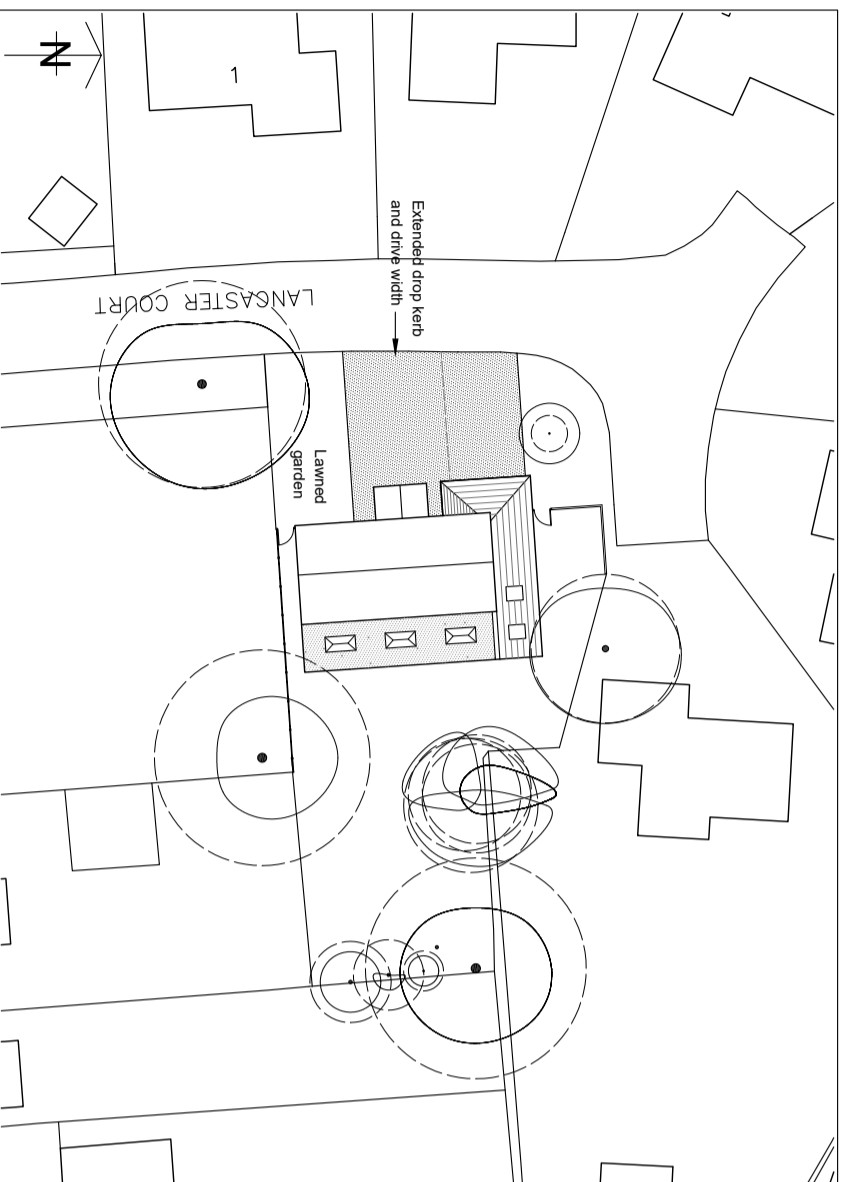 N
1
Extended drop kerb
and drive width
LANCASTER COURT
Lawned
garden